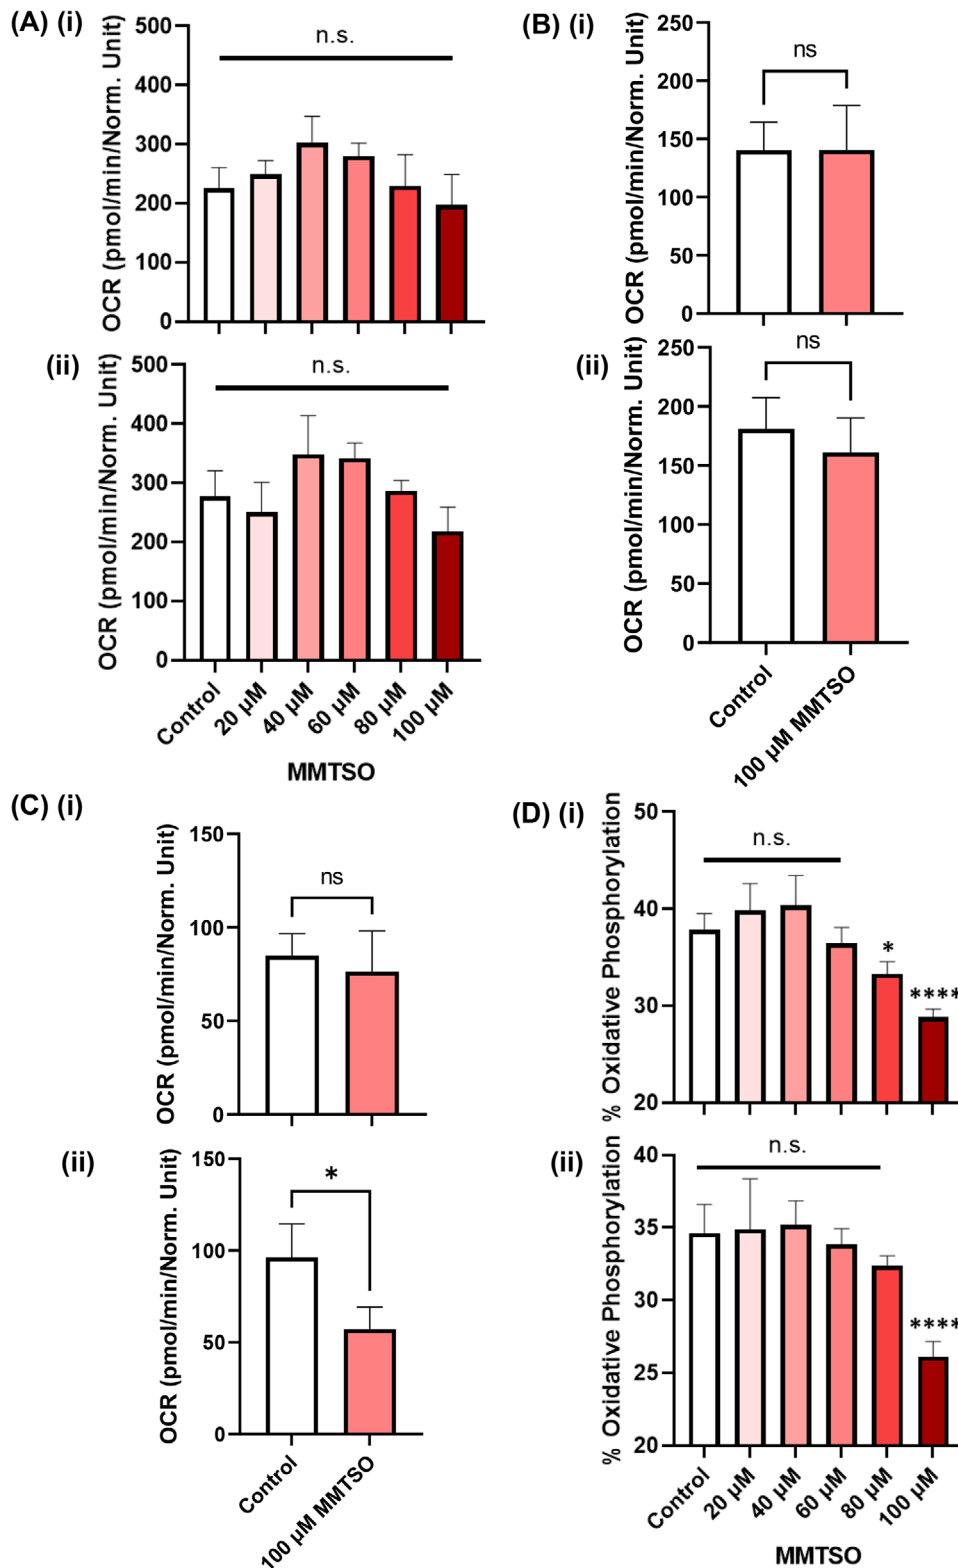 (A) (i)
OCR (pmol/min/Norm. Unit)
500
400
300
200
100
0
n.s.
(ii)
OCR (pmol/min/Norm. Unit)
500
400
300
200
100
0
n.s.
Control
20 µM
40 µM
60 µM
80 µM
100 µM
MMTSO
(B) (i)
OCR (pmol/min/Norm. Unit)
250
200
150
100
50
0
ns
(ii)
OCR (pmol/min/Norm. Unit)
250
200
150
100
50
0
ns
Control
100 µM MMTSO
(C) (i)
OCR (pmol/min/Norm. Unit)
150
100
50
0
ns
(ii)
OCR (pmol/min/Norm. Unit)
150
100
50
0
*
Control
100 µM MMTSO
(D) (i)
% Oxidative Phosphorylation
50
40
30
20
n.s.
*
****
(ii)
% Oxidative Phosphorylation
40
35
30
25
20
n.s.
****
Control
20 µM
40 µM
60 µM
80 µM
100 µM
MMTSO